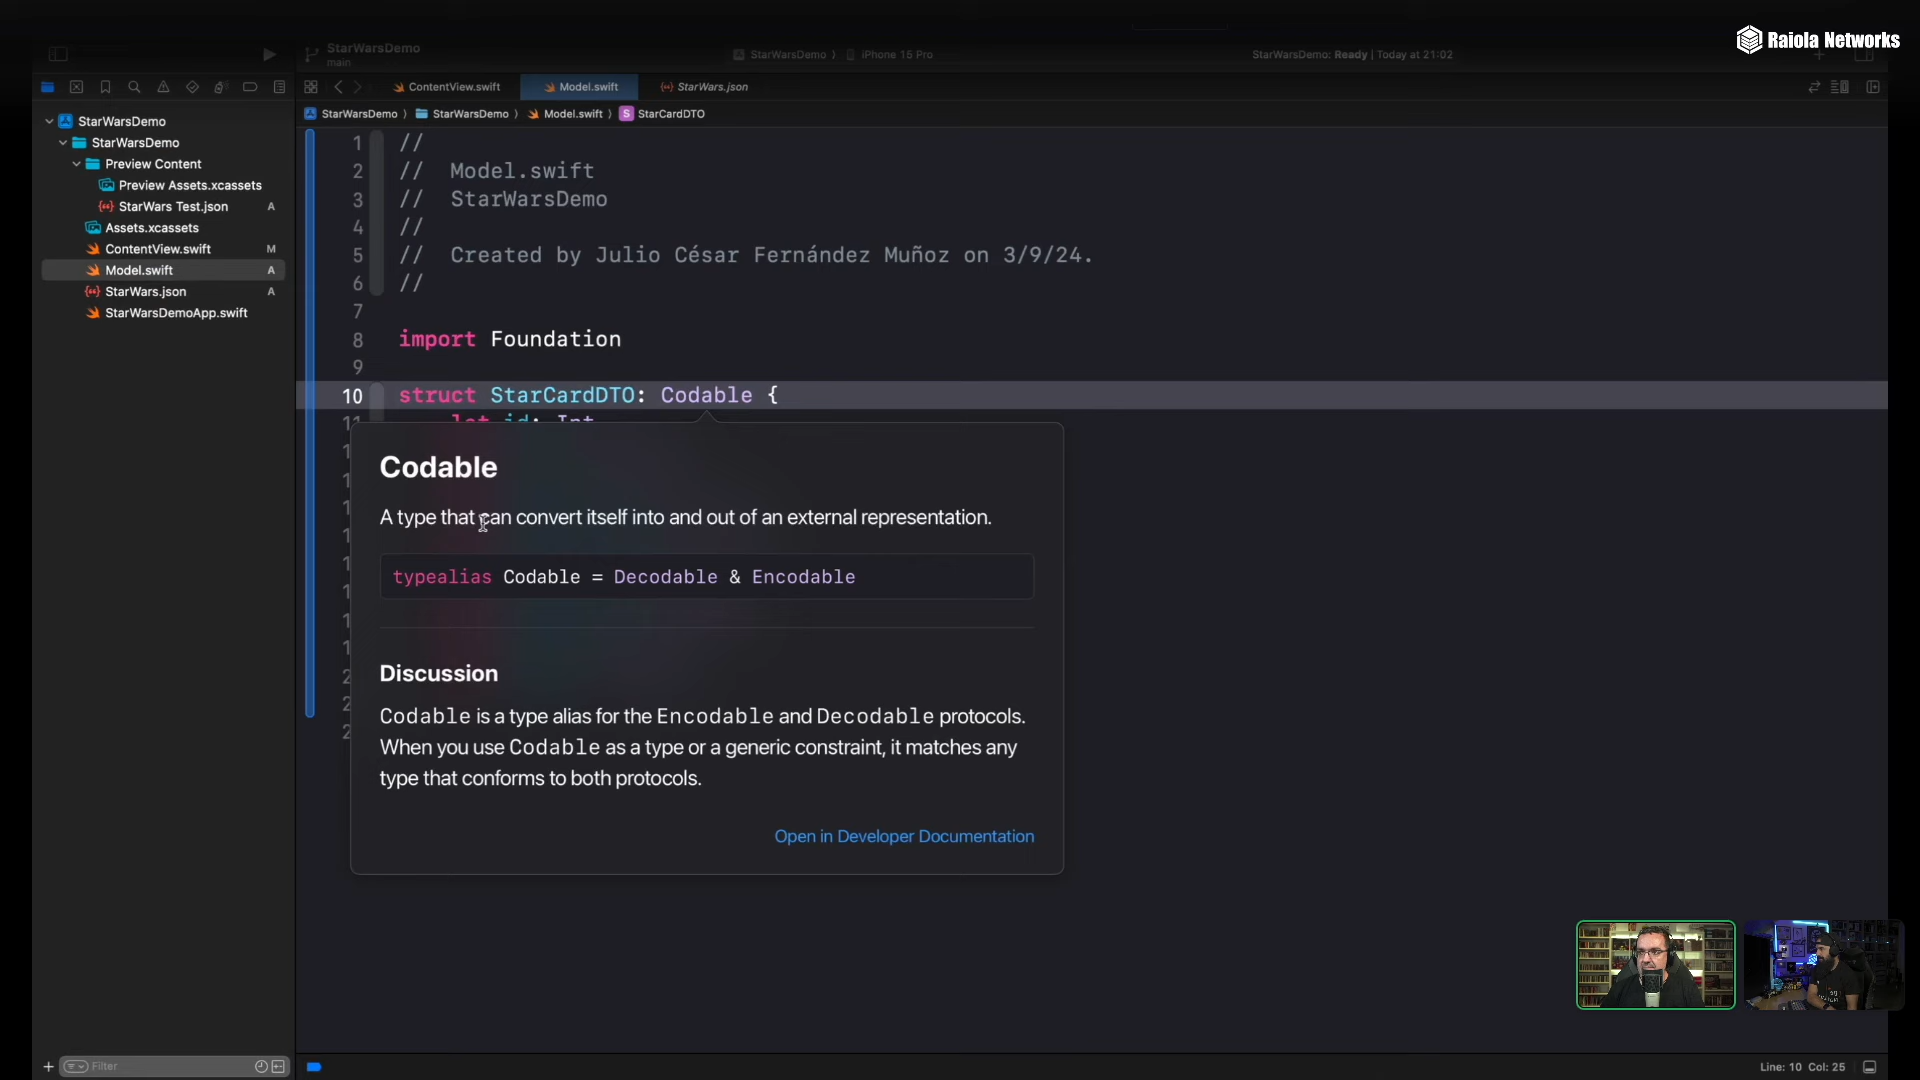 Raiola Networks
StarWarsDemo
main
StarWarsDemo
iPhone 15 Pro
StarWarsDemo: Ready | Today at 21:02
ContentView.swift
Model.swift
StarWars.json
StarWarsDemo
StarWarsDemo
Model.swift
S StarCardDTO
StarWarsDemo
StarWarsDemo
Preview Content
Preview Assets.xcassets
StarWars Test.json A
Assets.xcassets
ContentView.swift M
Model.swift A
StarWars.json A
StarWarsDemoApp.swift
1 //
2 // Model.swift
3 // StarWarsDemo
4 //
5 // Created by Julio César Fernández Muñoz on 3/9/24.
6 //
7
8 import Foundation
9
10 struct StarCardDTO: Codable {
11 let id: Int
Codable
A type that can convert itself into and out of an external representation.
typealias Codable = Decodable & Encodable
Discussion
Codable is a type alias for the Encodable and Decodable protocols.
When you use Codable as a type or a generic constraint, it matches any
type that conforms to both protocols.
Open in Developer Documentation
Filter
Line: 10 Col: 25